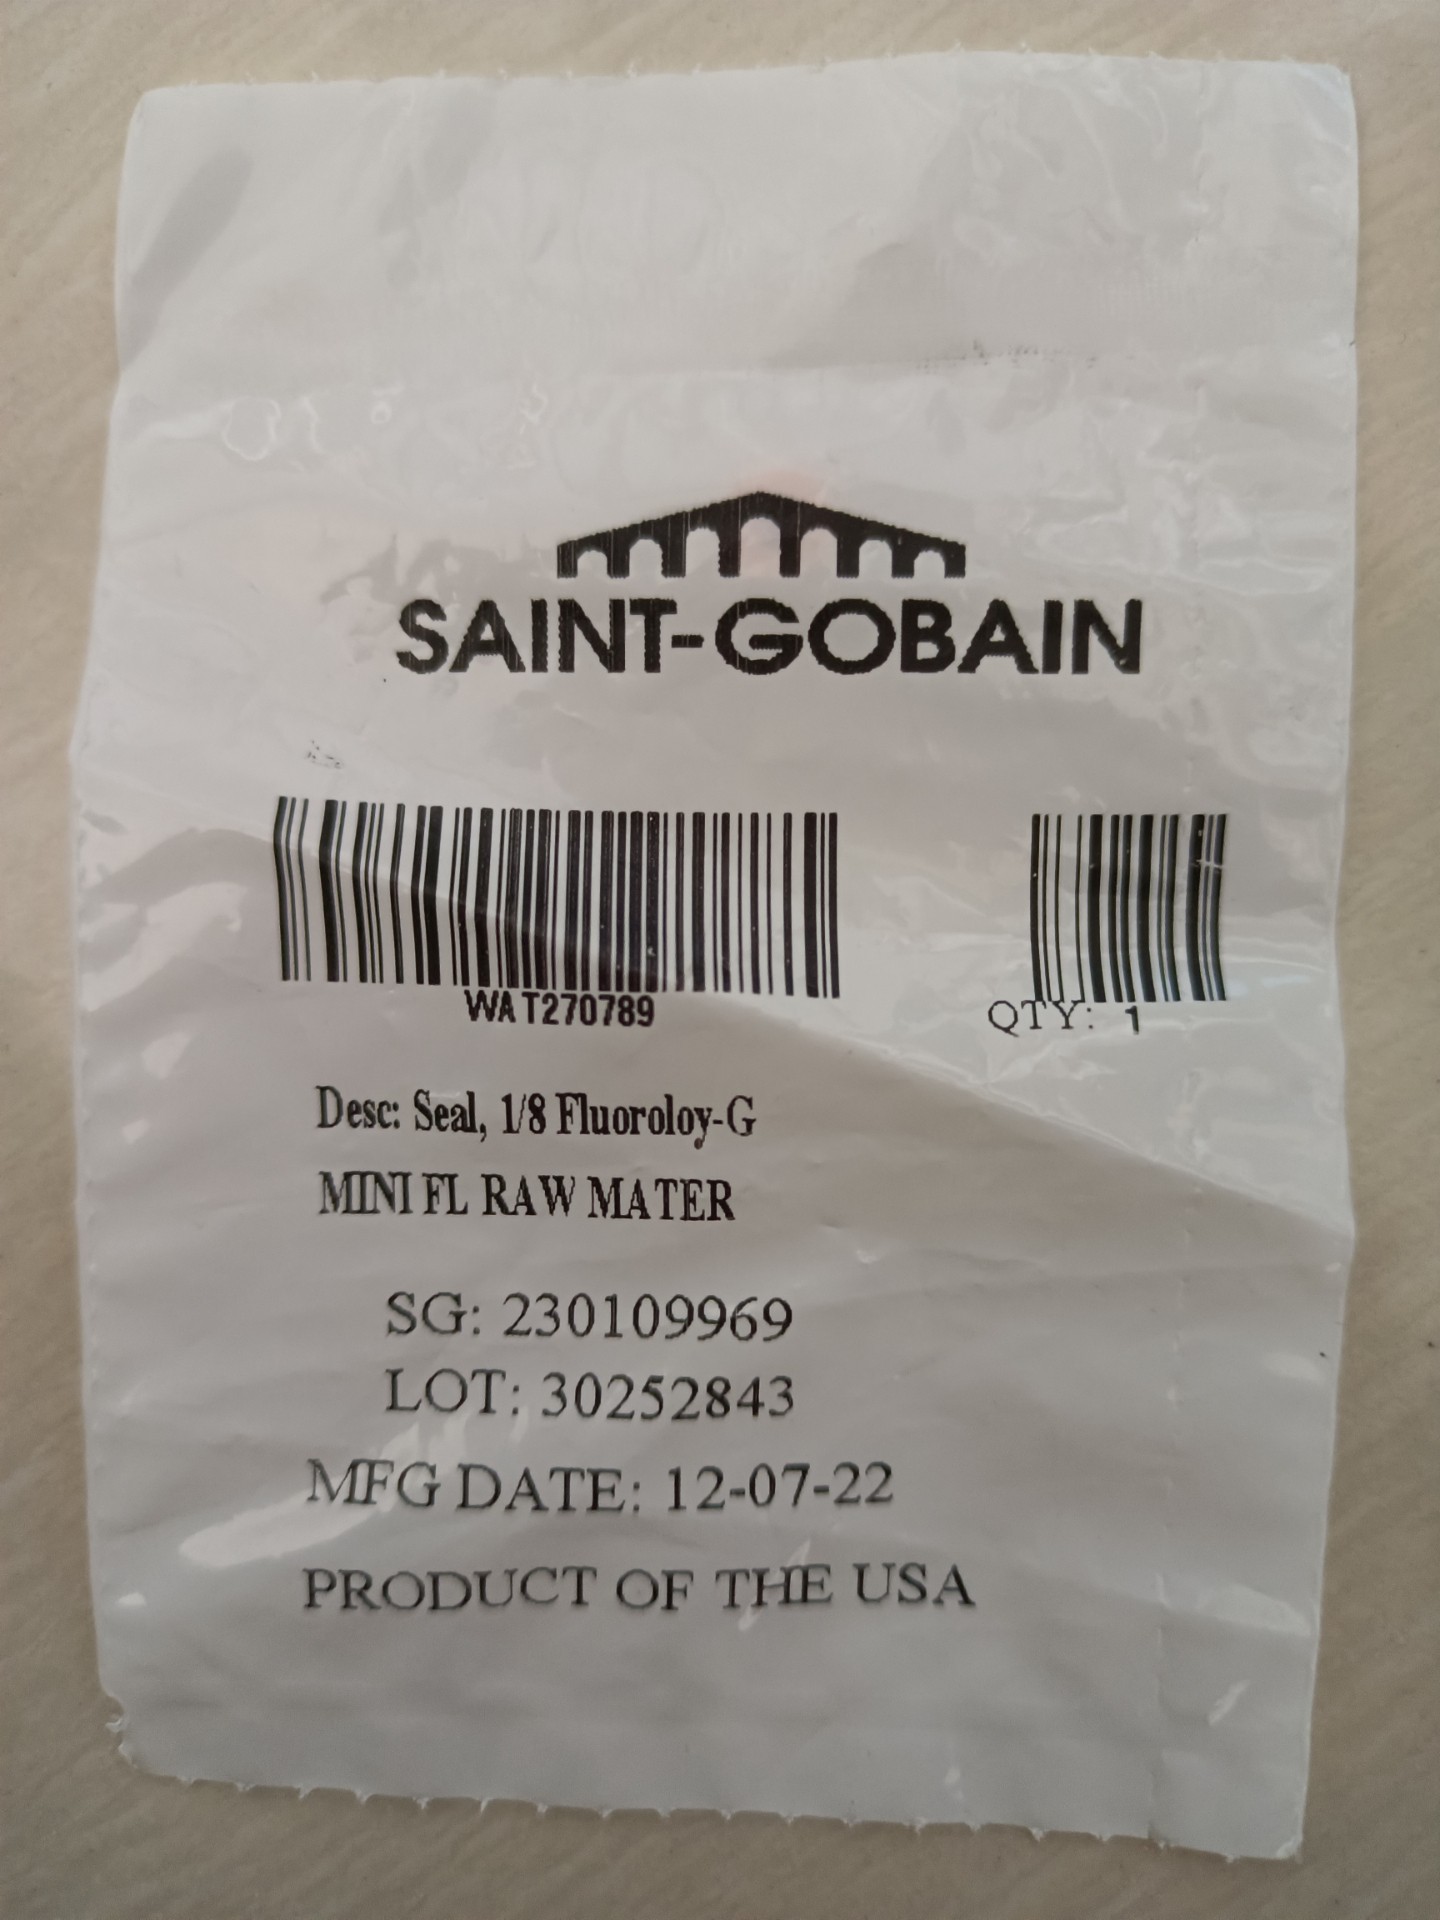 SAINT-GOBAIN
WAT270789
QTY: 1
Desc: Seal, 1/8 Fluoroloy-G
MINI FL RAW MATER
SG: 230109969
LOT: 30252843
MFG DATE: 12-07-22
PRODUCT OF THE USA